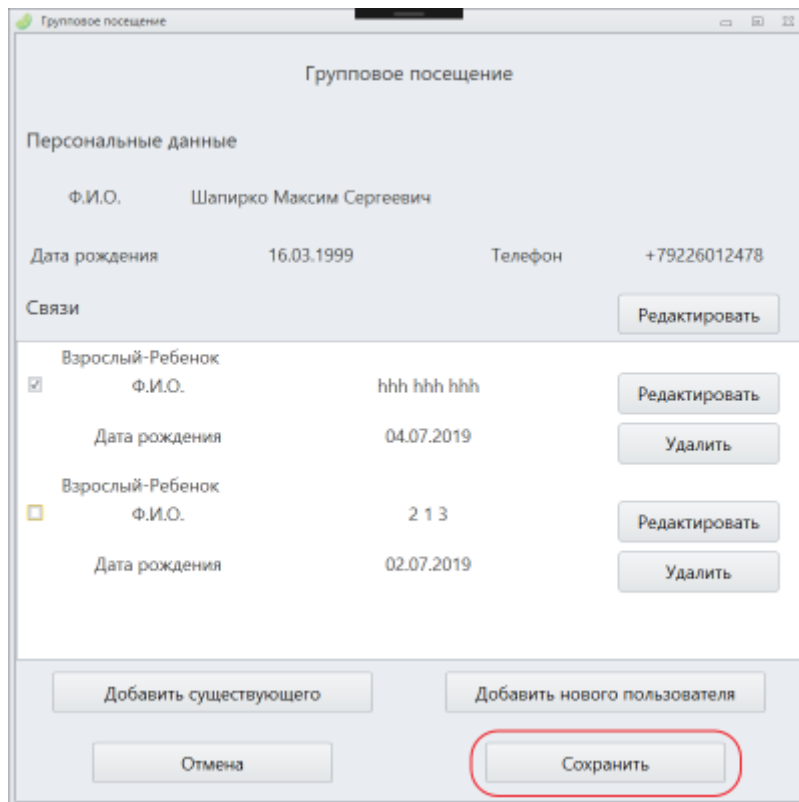 Групповое посещение
Групповое посещение
Персональные данные
Ф.И.О. Шапирко Максим Сергеевич
Дата рождения 16.03.1999 Телефон +79226012478
Связи Редактировать
Взрослый-Ребенок
Ф.И.О. hhh hhh hhh Редактировать
Дата рождения 04.07.2019 Удалить
Взрослый-Ребенок
Ф.И.О. 2 1 3 Редактировать
Дата рождения 02.07.2019 Удалить
Добавить существующего Добавить нового пользователя
Отмена Сохранить